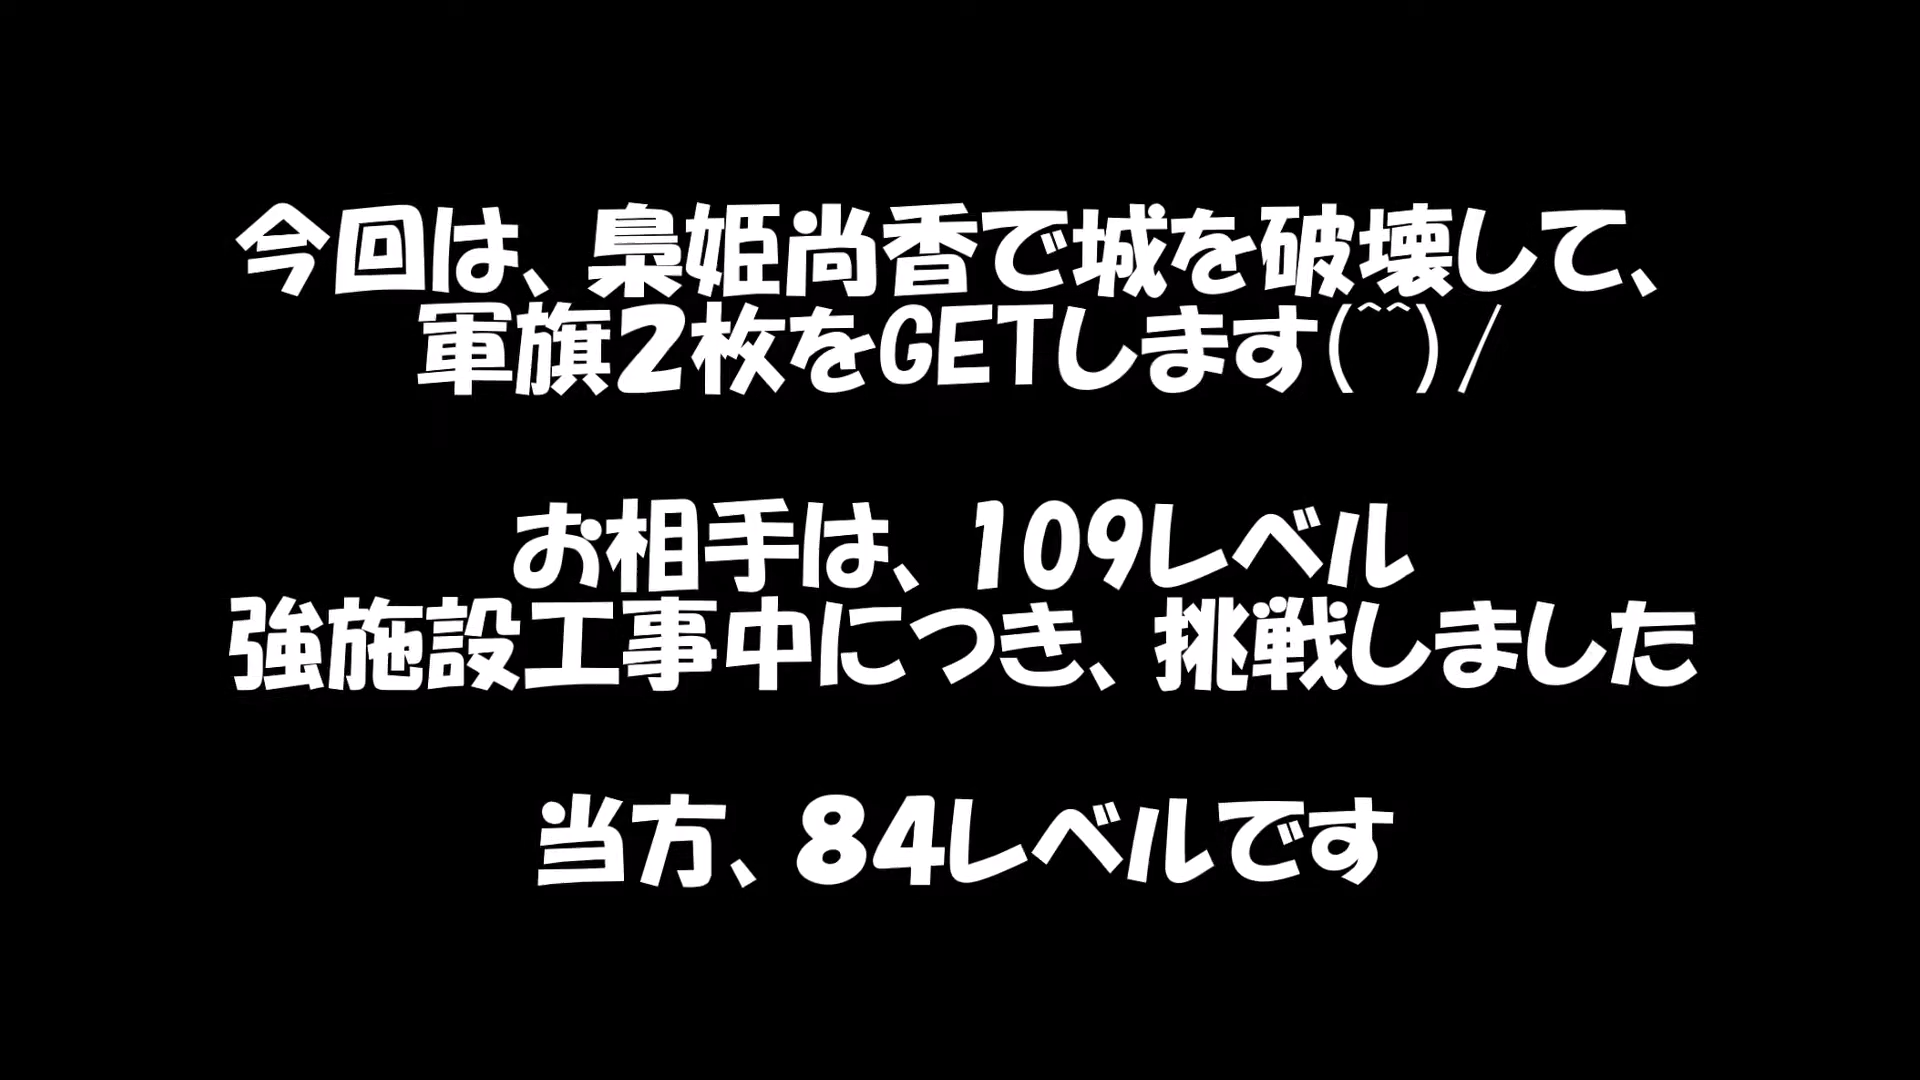 今回は、梟姫尚香で城を破壊して、
軍旗２枚をGETします(^^)/
お相手は、109レベル
強施設工事中につき、挑戦しました
当方、８４レベルです